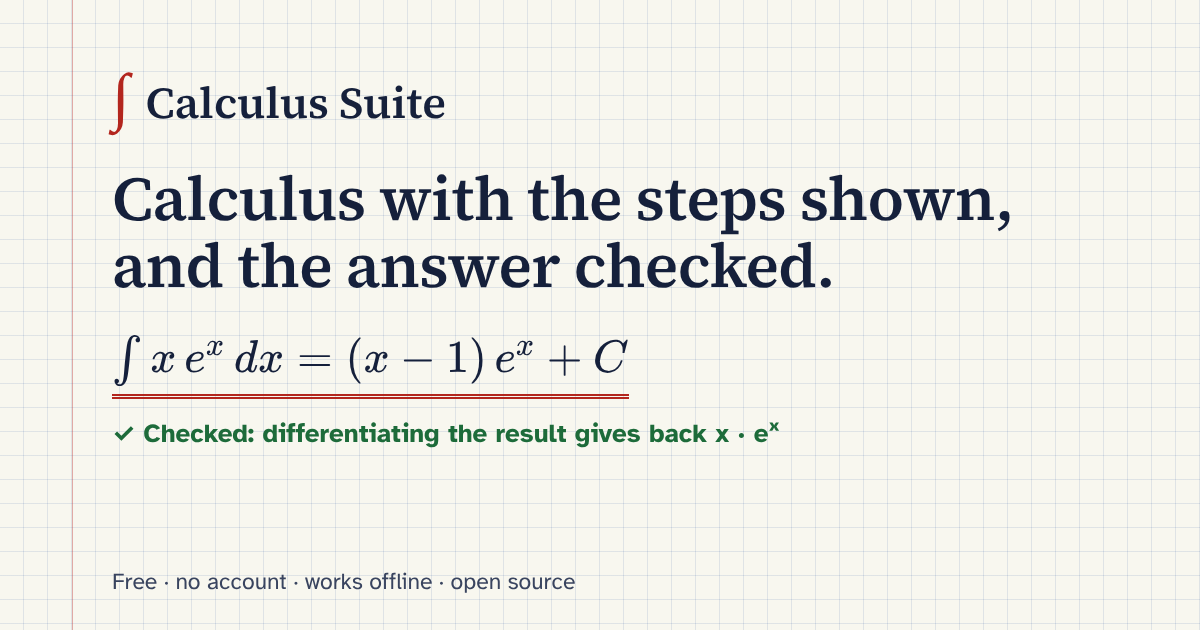 ∫ Calculus Suite
Calculus with the steps shown,
and the answer checked.
∫ x eˣ dx = (x − 1) eˣ + C
✓ Checked: differentiating the result gives back x · eˣ
Free · no account · works offline · open source